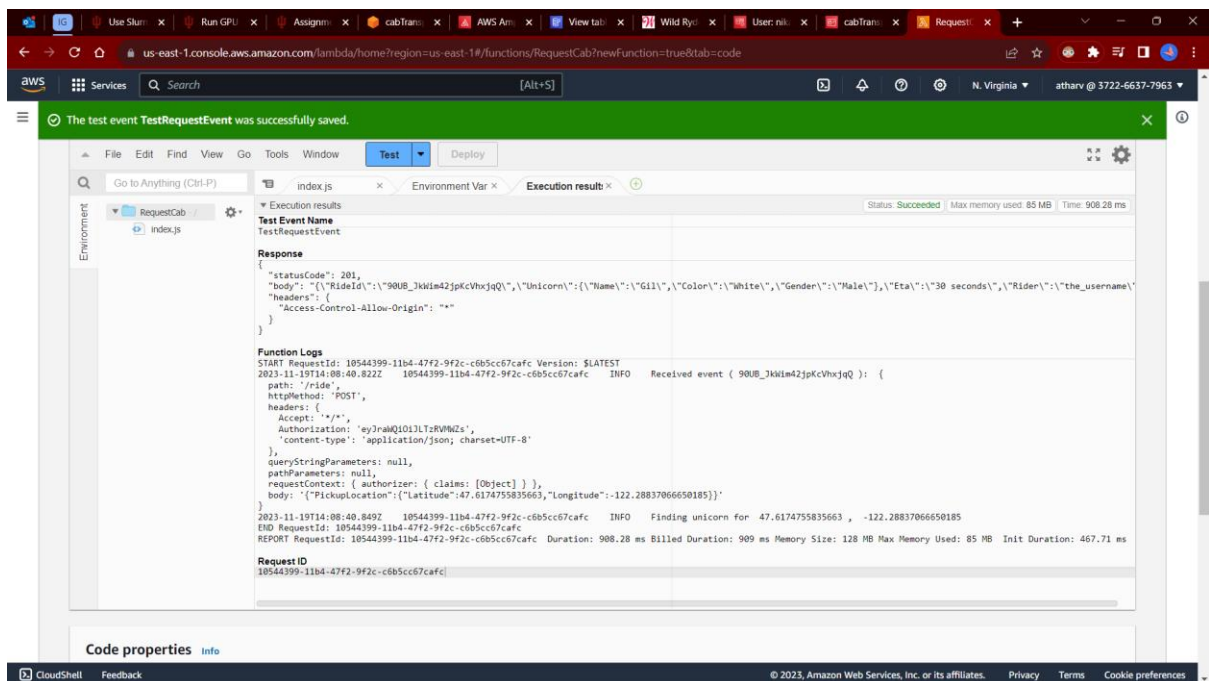 IG
Use Slurm
Run GPU
Assignme
cabTrans
AWS Am
View tabl
Wild Ryd
User: nik
cabTrans
RequestC
us-east-1.console.aws.amazon.com/lambda/home?region=us-east-1#/functions/RequestCab?newFunction=true&tab=code
aws Services Search [Alt+S] N. Virginia atharv @ 3722-6637-7963
The test event TestRequestEvent was successfully saved.
File Edit Find View Go Tools Window Test Deploy
Go to Anything (Ctrl-P) index.js Environment Var Execution results
Environment
RequestCab - /
index.js
Execution results Status: Succeeded Max memory used: 85 MB Time: 908.28 ms
Test Event Name
TestRequestEvent
Response
{
"statusCode": 201,
"body": "{\"RideId\":\"90UB_JkWim42jpKcVhxjqQ\",\"Unicorn\":{\"Name\":\"Gil\",\"Color\":\"White\",\"Gender\":\"Male\"},\"Eta\":\"30 seconds\",\"Rider\":\"the_username\"
"headers": {
"Access-Control-Allow-Origin": "*"
}
}
Function Logs
START RequestId: 10544399-11b4-47f2-9f2c-c6b5cc67cafc Version: $LATEST
2023-11-19T14:08:40.822Z 10544399-11b4-47f2-9f2c-c6b5cc67cafc INFO Received event ( 90UB_JkWim42jpKcVhxjqQ ): {
path: '/ride',
httpMethod: 'POST',
headers: {
Accept: '*/*',
Authorization: 'eyJraWQiOiJLTzRVMWZs',
'content-type': 'application/json; charset=UTF-8'
},
queryStringParameters: null,
pathParameters: null,
requestContext: { authorizer: { claims: [Object] } },
body: '{"PickupLocation":{"Latitude":47.6174755835663,"Longitude":-122.28837066650185}}'
}
2023-11-19T14:08:40.849Z 10544399-11b4-47f2-9f2c-c6b5cc67cafc INFO Finding unicorn for 47.6174755835663 , -122.28837066650185
END RequestId: 10544399-11b4-47f2-9f2c-c6b5cc67cafc
REPORT RequestId: 10544399-11b4-47f2-9f2c-c6b5cc67cafc Duration: 908.28 ms Billed Duration: 909 ms Memory Size: 128 MB Max Memory Used: 85 MB Init Duration: 467.71 ms
Request ID
10544399-11b4-47f2-9f2c-c6b5cc67cafc
Code properties Info
CloudShell Feedback © 2023, Amazon Web Services, Inc. or its affiliates. Privacy Terms Cookie preferences